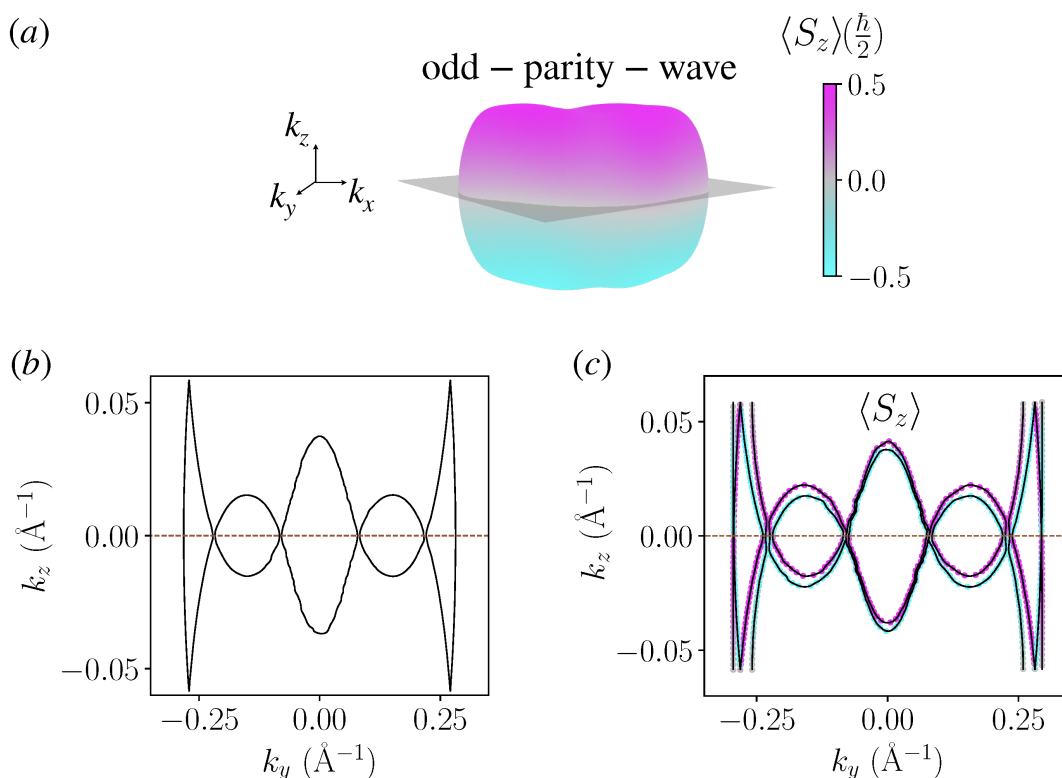 (a)
⟨S_z⟩(ħ/2)
odd − parity − wave
0.5
0.0
−0.5
k_z
k_y
k_x
(b)
0.05
0.00
−0.05
k_z (Å⁻¹)
−0.25
0.00
0.25
k_y (Å⁻¹)
(c)
⟨S_z⟩
0.05
0.00
−0.05
k_z (Å⁻¹)
−0.25
0.00
0.25
k_y (Å⁻¹)